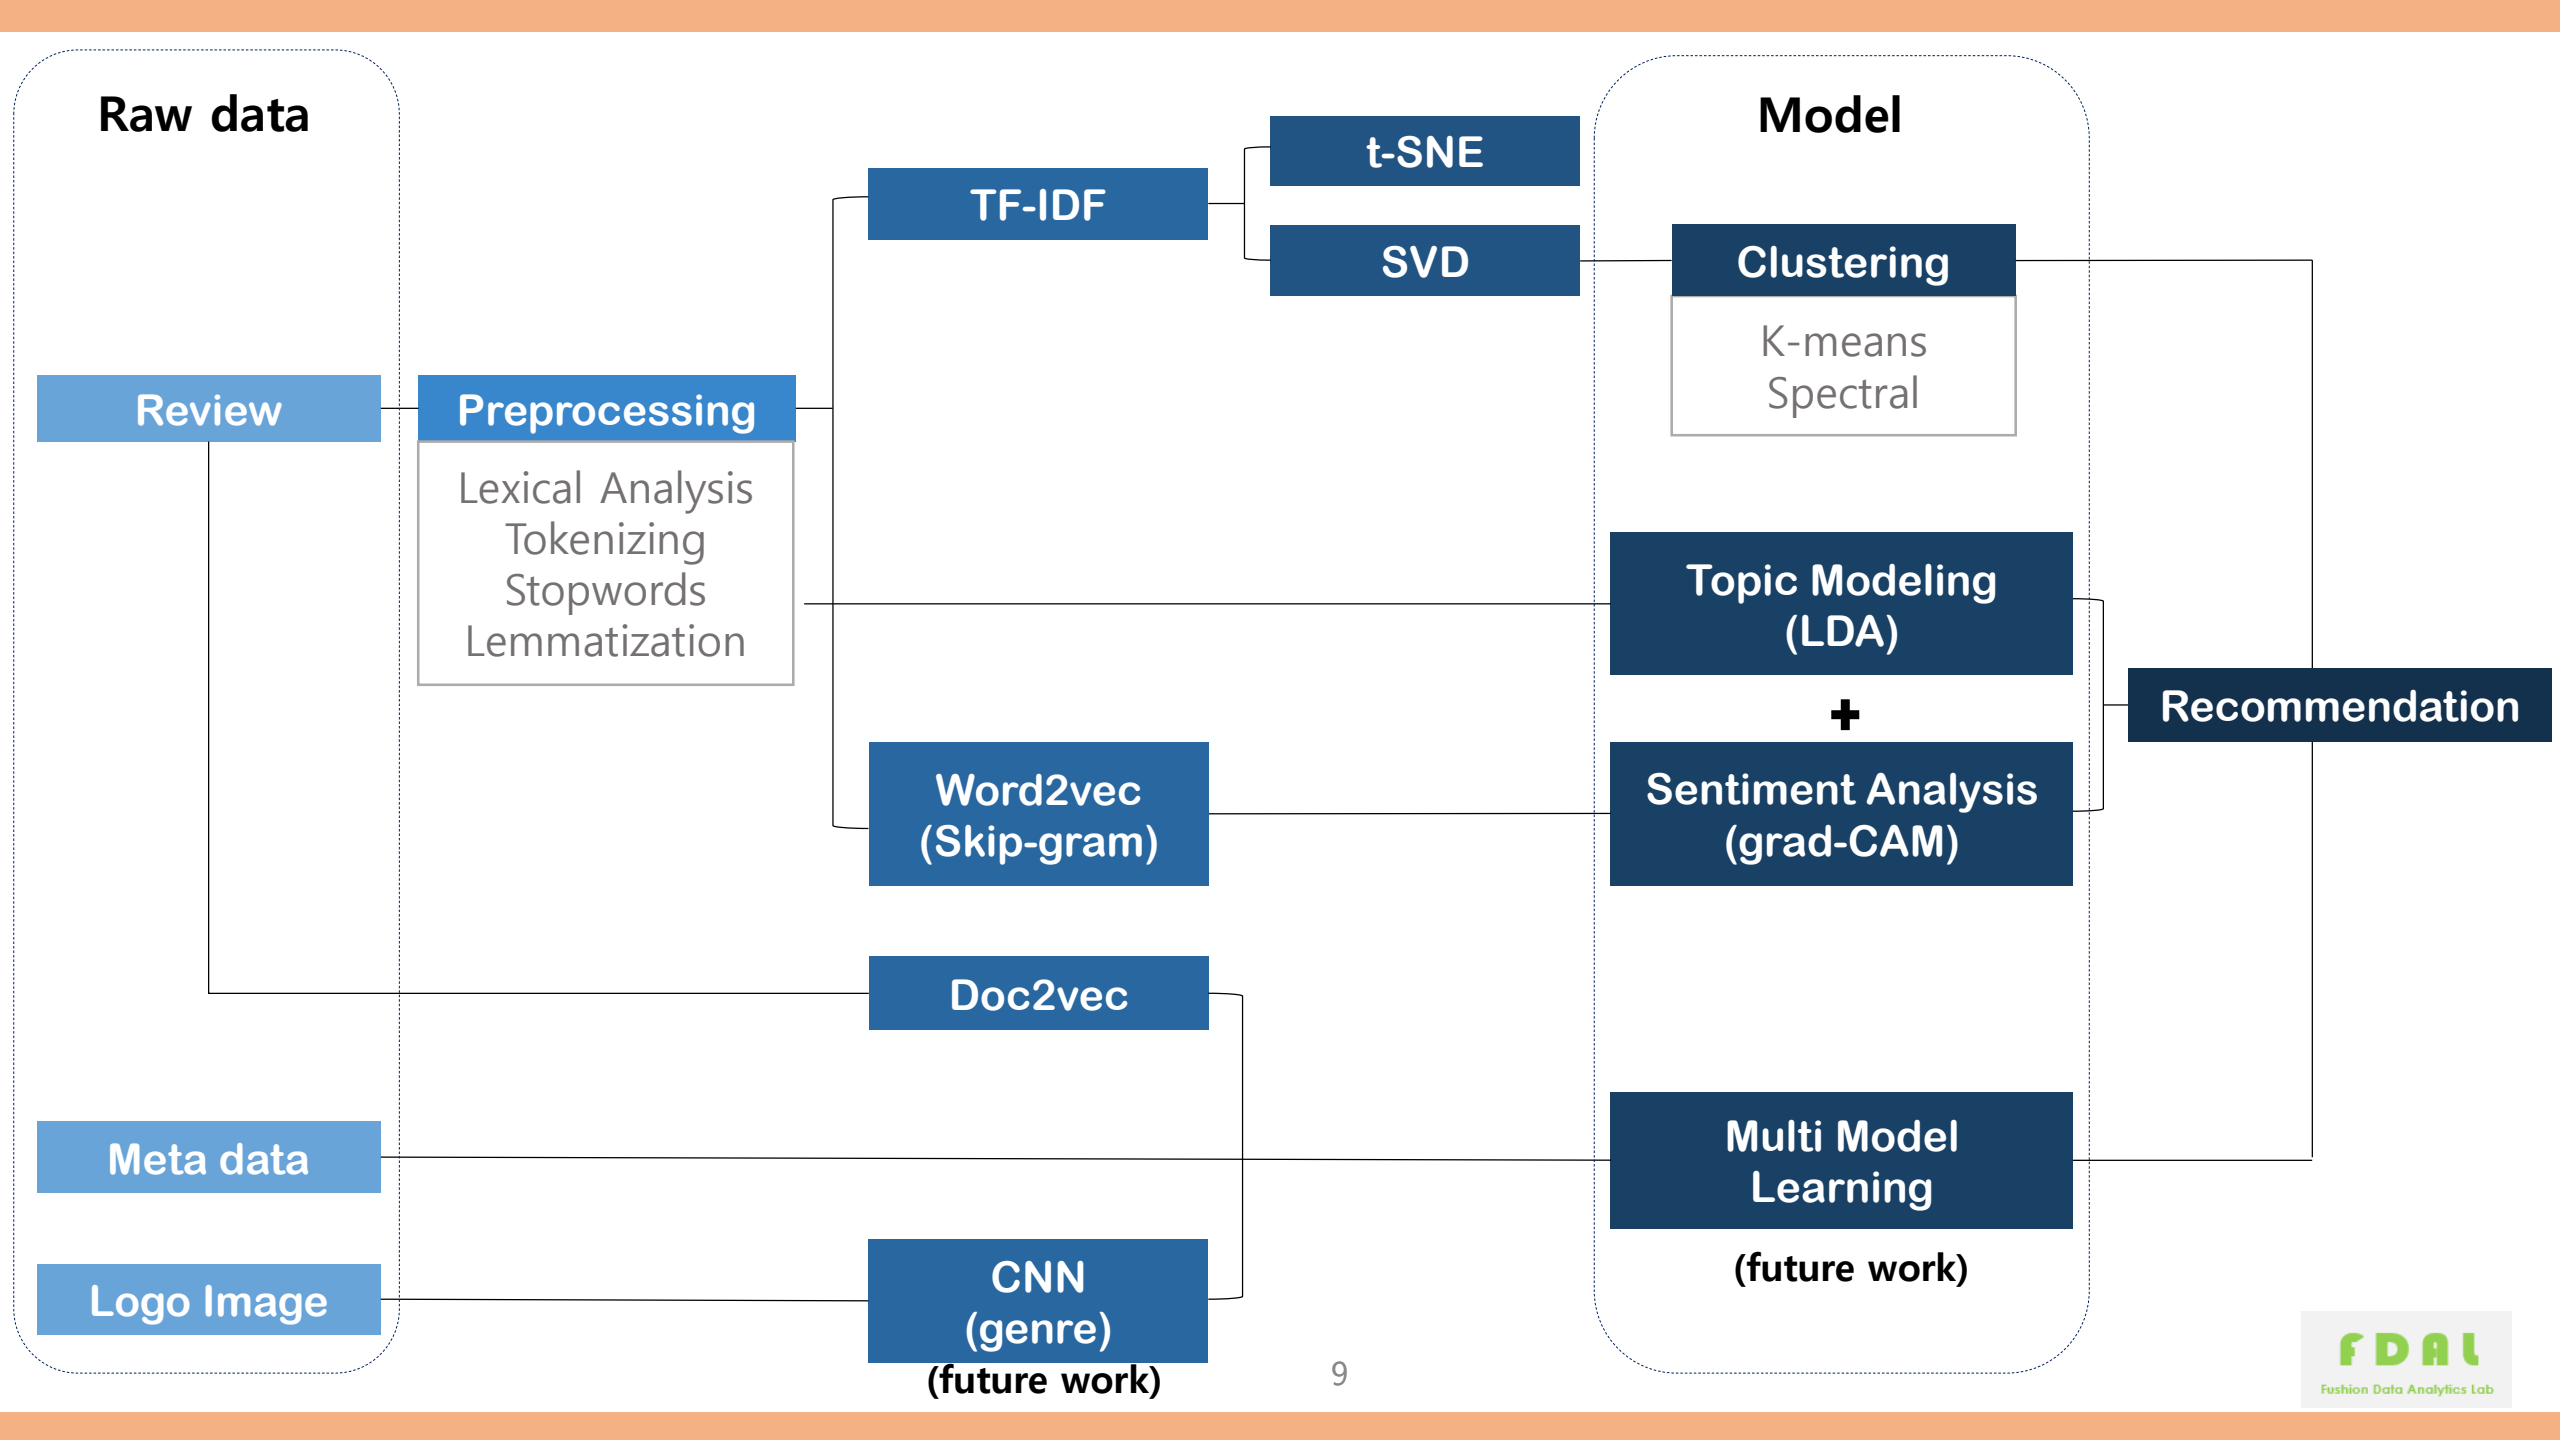 Raw data
Model
t-SNE
TF-IDF
SVD
Clustering
K-means
Spectral
Review
Preprocessing
Lexical Analysis
Tokenizing
Stopwords
Lemmatization
Topic Modeling
(LDA)
+
Recommendation
Word2vec
(Skip-gram)
Sentiment Analysis
(grad-CAM)
Doc2vec
Meta data
Multi Model
Learning
(future work)
Logo Image
CNN
(genre)
(future work)
9
FDAL
Fushion Data Analytics Lab